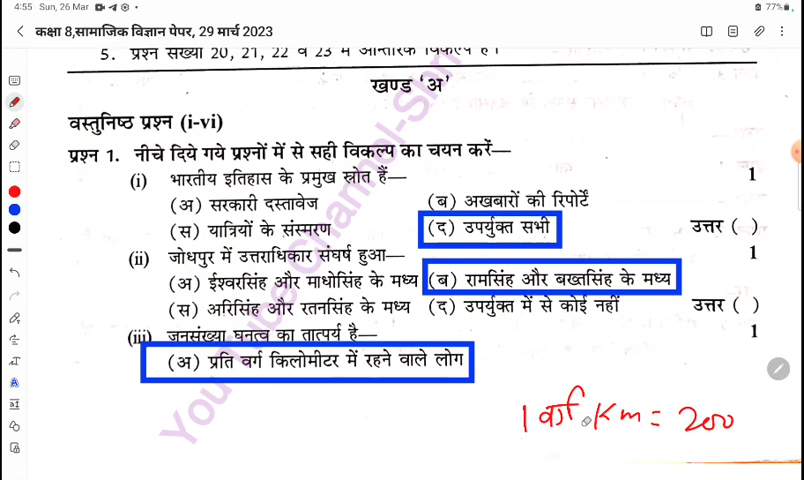 4:55 Sun, 26 Mar
77%
कक्षा 8,सामाजिक विज्ञान पेपर, 29 मार्च 2023
5. प्रश्न संख्या 20, 21, 22 व 23 में आन्तरिक विकल्प हैं।
खण्ड 'अ'
वस्तुनिष्ठ प्रश्न (i-vi)
प्रश्न 1. नीचे दिये गये प्रश्नों में से सही विकल्प का चयन करें—
(i) भारतीय इतिहास के प्रमुख स्रोत हैं— 1
(अ) सरकारी दस्तावेज (ब) अखबारों की रिपोर्टें
(स) यात्रियों के संस्मरण (द) उपर्युक्त सभी उत्तर ( )
(ii) जोधपुर में उत्तराधिकार संघर्ष हुआ— 1
(अ) ईश्वरसिंह और माधोसिंह के मध्य (ब) रामसिंह और बख्तसिंह के मध्य
(स) अरिसिंह और रतनसिंह के मध्य (द) उपर्युक्त में से कोई नहीं उत्तर ( )
(iii) जनसंख्या घनत्व का तात्पर्य है— 1
(अ) प्रति वर्ग किलोमीटर में रहने वाले लोग
1 वर्ग Km = 200
YouTube Channel-Shri